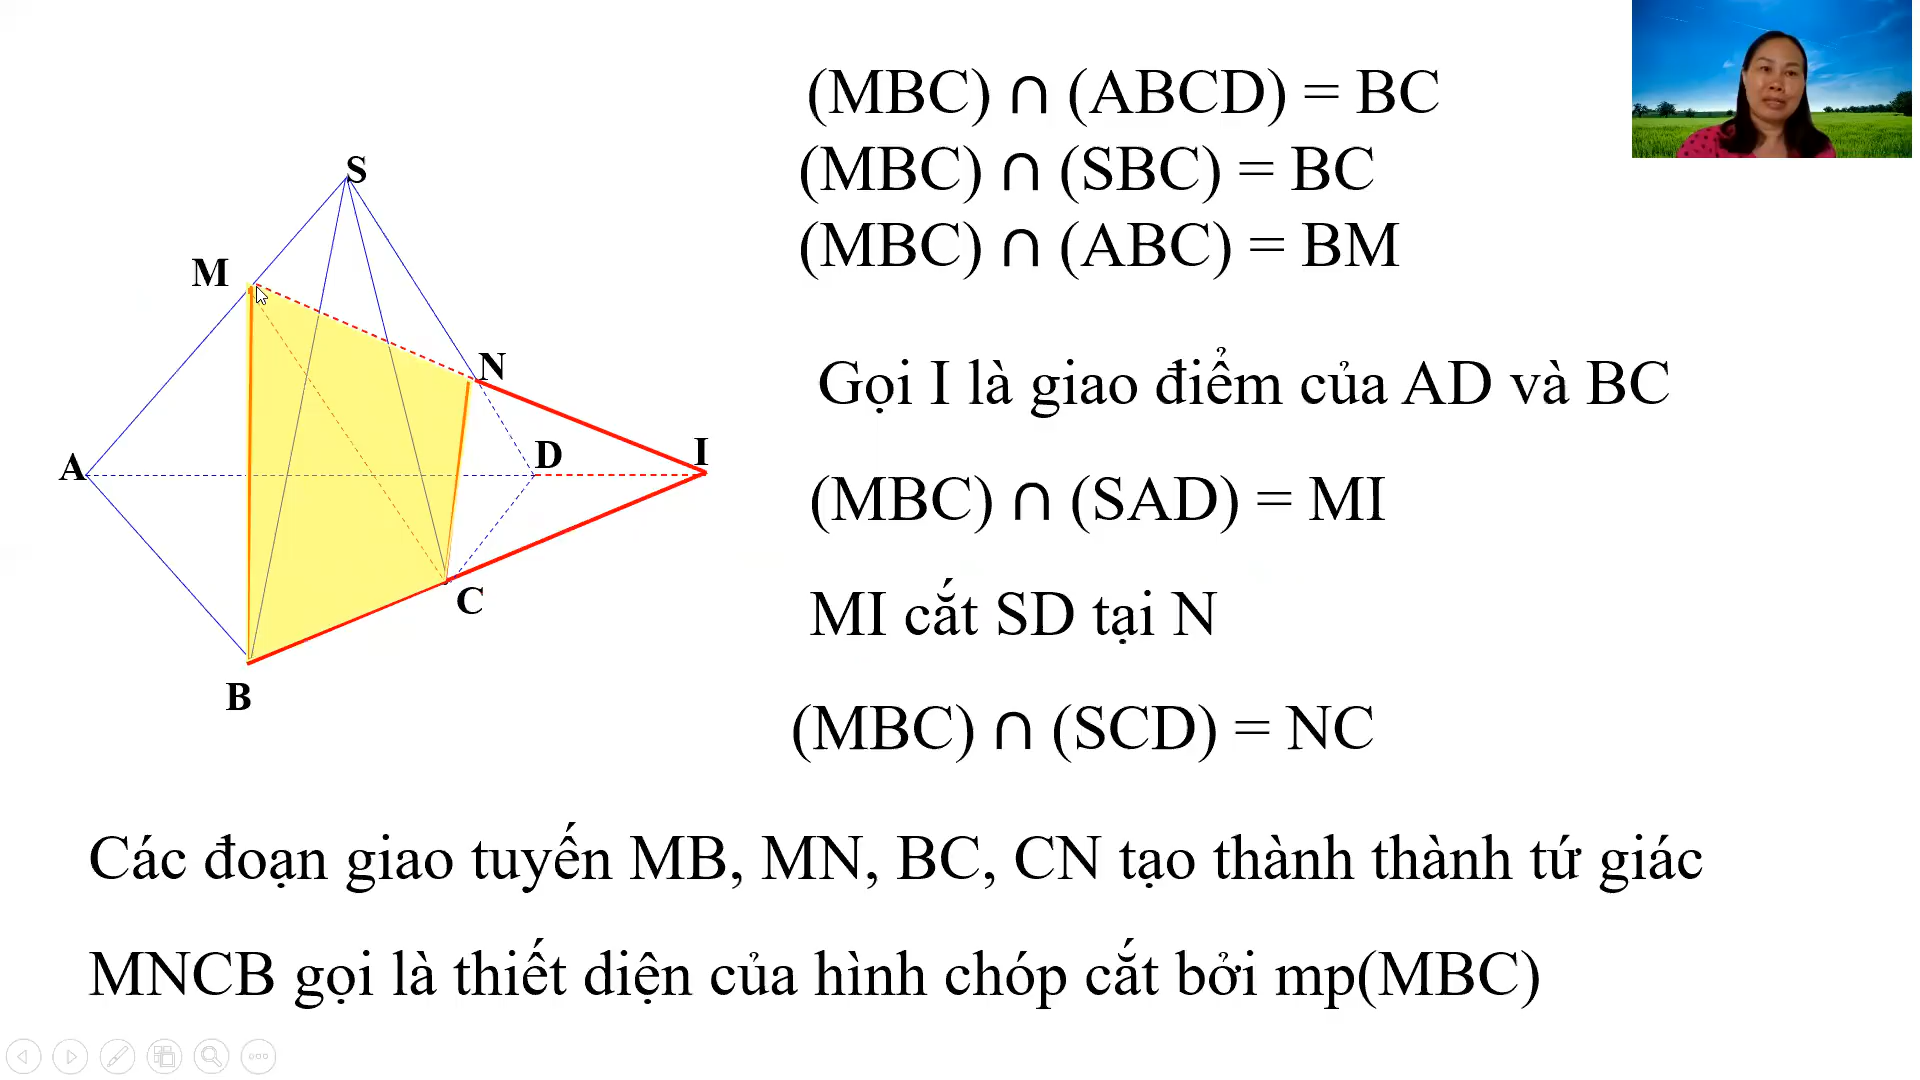 (MBC) ∩ (ABCD) = BC
(MBC) ∩ (SBC) = BC
(MBC) ∩ (ABC) = BM
S
M
N
A
D
I
C
B
Gọi I là giao điểm của AD và BC
(MBC) ∩ (SAD) = MI
MI cắt SD tại N
(MBC) ∩ (SCD) = NC
Các đoạn giao tuyến MB, MN, BC, CN tạo thành thành tứ giác
MNCB gọi là thiết diện của hình chóp cắt bởi mp(MBC)